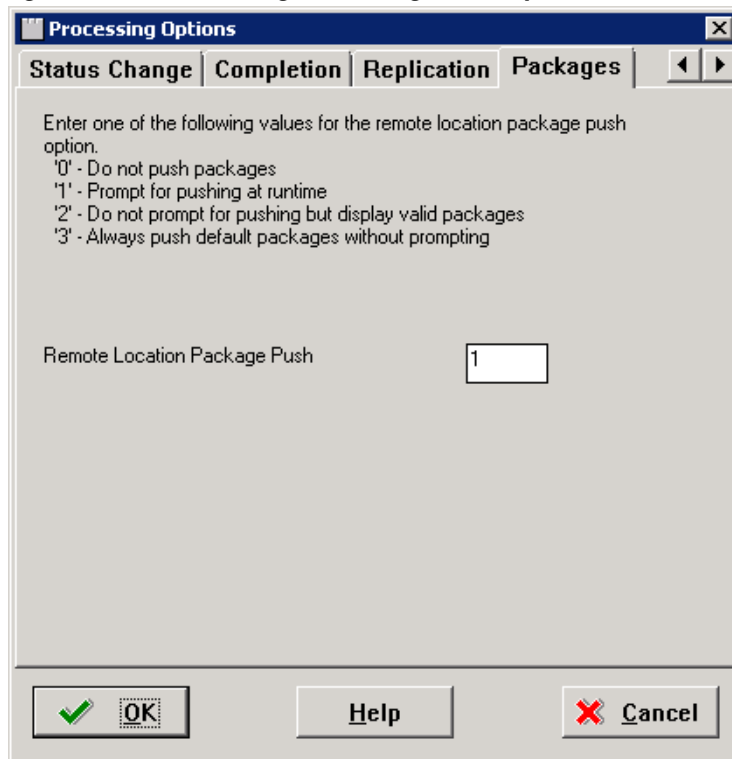 Processing Options
Status Change Completion Replication Packages
Enter one of the following values for the remote location package push
option.
'0' - Do not push packages
'1' - Prompt for pushing at runtime
'2' - Do not prompt for pushing but display valid packages
'3' - Always push default packages without prompting
Remote Location Package Push 1
OK Help Cancel